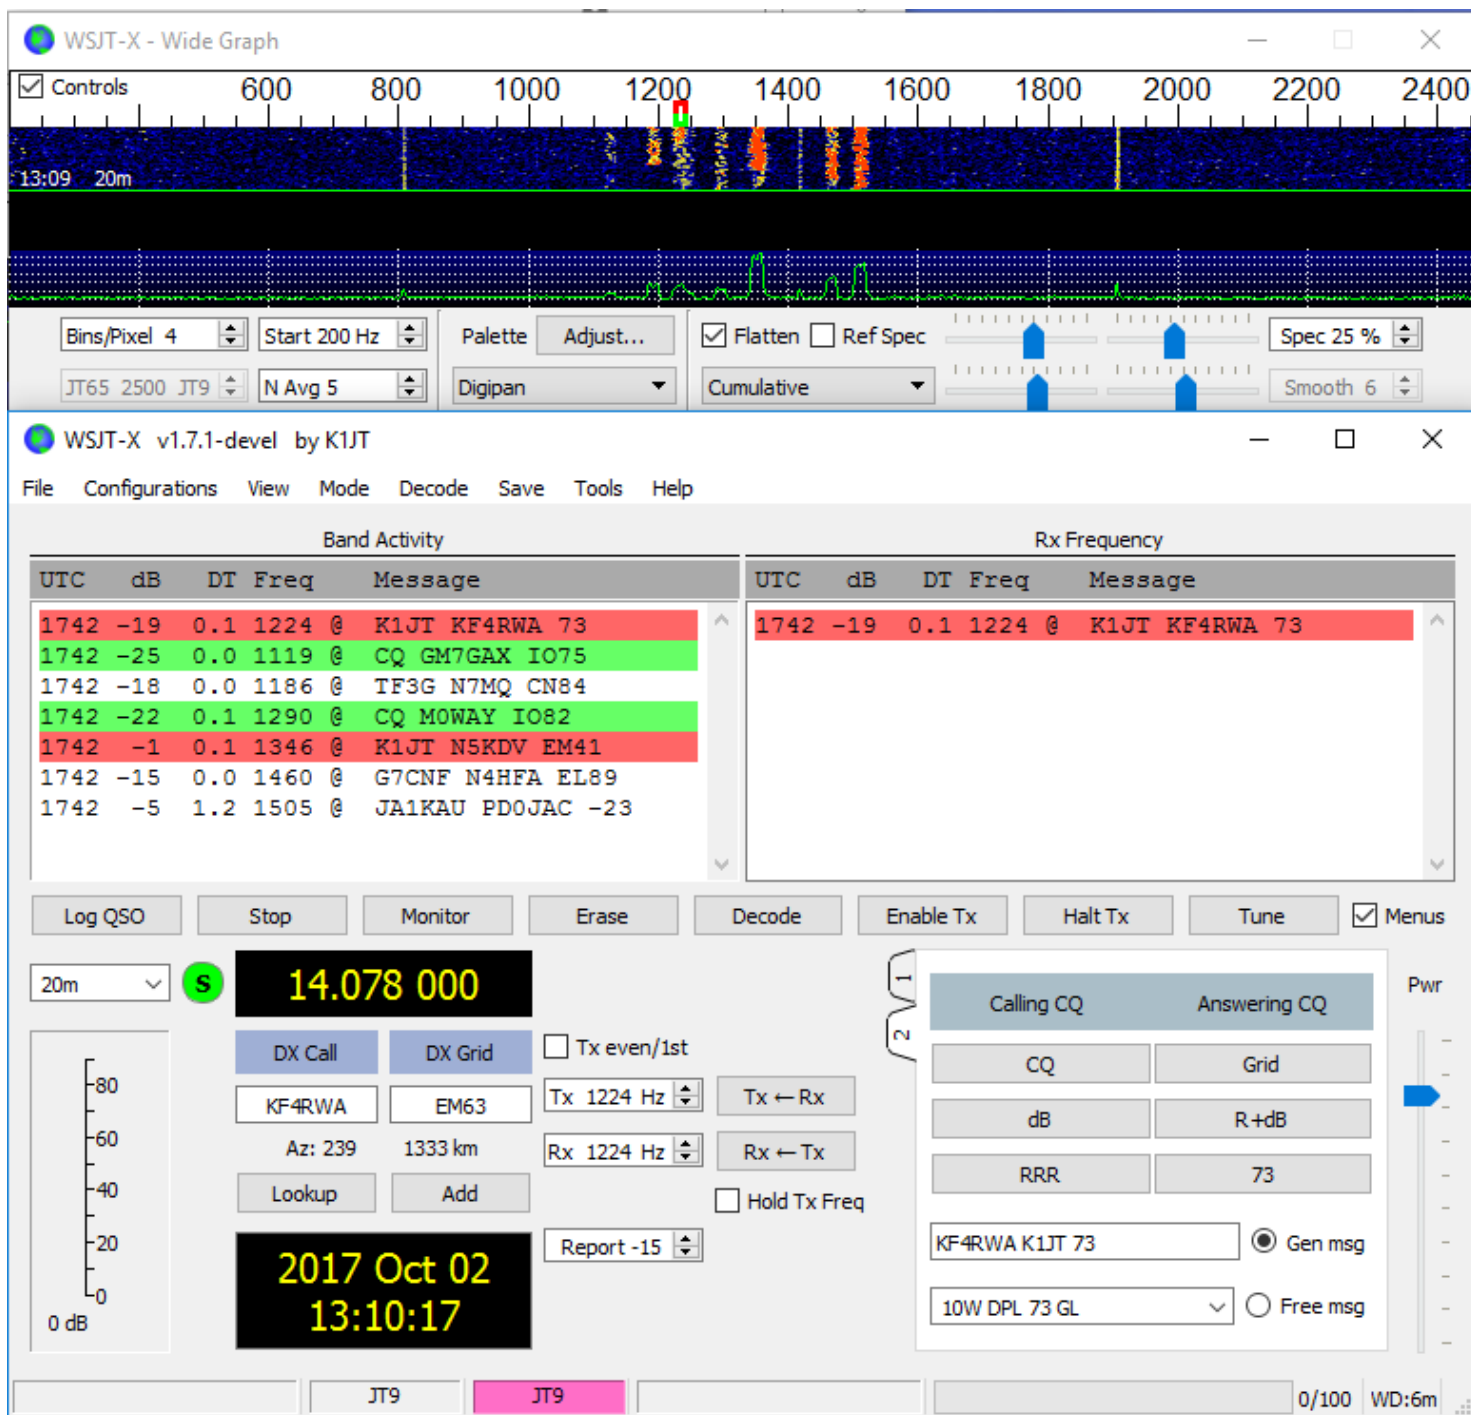 WSJT-X - Wide Graph
Controls 600 800 1000 1200 1400 1600 1800 2000 2200 2400
13:09 20m
Bins/Pixel 4 Start 200 Hz Palette Adjust... Flatten Ref Spec Spec 25 %
JT65 2500 JT9 N Avg 5 Digipan Cumulative Smooth 6
WSJT-X v1.7.1-devel by K1JT
File Configurations View Mode Decode Save Tools Help
Band Activity Rx Frequency
UTC dB DT Freq Message UTC dB DT Freq Message
1742 -19 0.1 1224 @ K1JT KF4RWA 73 1742 -19 0.1 1224 @ K1JT KF4RWA 73
1742 -25 0.0 1119 @ CQ GM7GAX IO75
1742 -18 0.0 1186 @ TF3G N7MQ CN84
1742 -22 0.1 1290 @ CQ M0WAY IO82
1742 -1 0.1 1346 @ K1JT N5KDV EM41
1742 -15 0.0 1460 @ G7CNF N4HFA EL89
1742 -5 1.2 1505 @ JA1KAU PD0JAC -23
Log QSO Stop Monitor Erase Decode Enable Tx Halt Tx Tune Menus
20m S 14.078 000 1 Calling CQ Answering CQ Pwr
DX Call DX Grid Tx even/1st 2
CQ Grid
-80 KF4RWA EM63 Tx 1224 Hz Tx ← Rx
dB R+dB
-60 Az: 239 1333 km Rx 1224 Hz Rx ← Tx
RRR 73
-40 Lookup Add Hold Tx Freq
-20 Report -15 KF4RWA K1JT 73 Gen msg
2017 Oct 02
-0
13:10:17 10W DPL 73 GL Free msg
0 dB
JT9 JT9 0/100 WD:6m